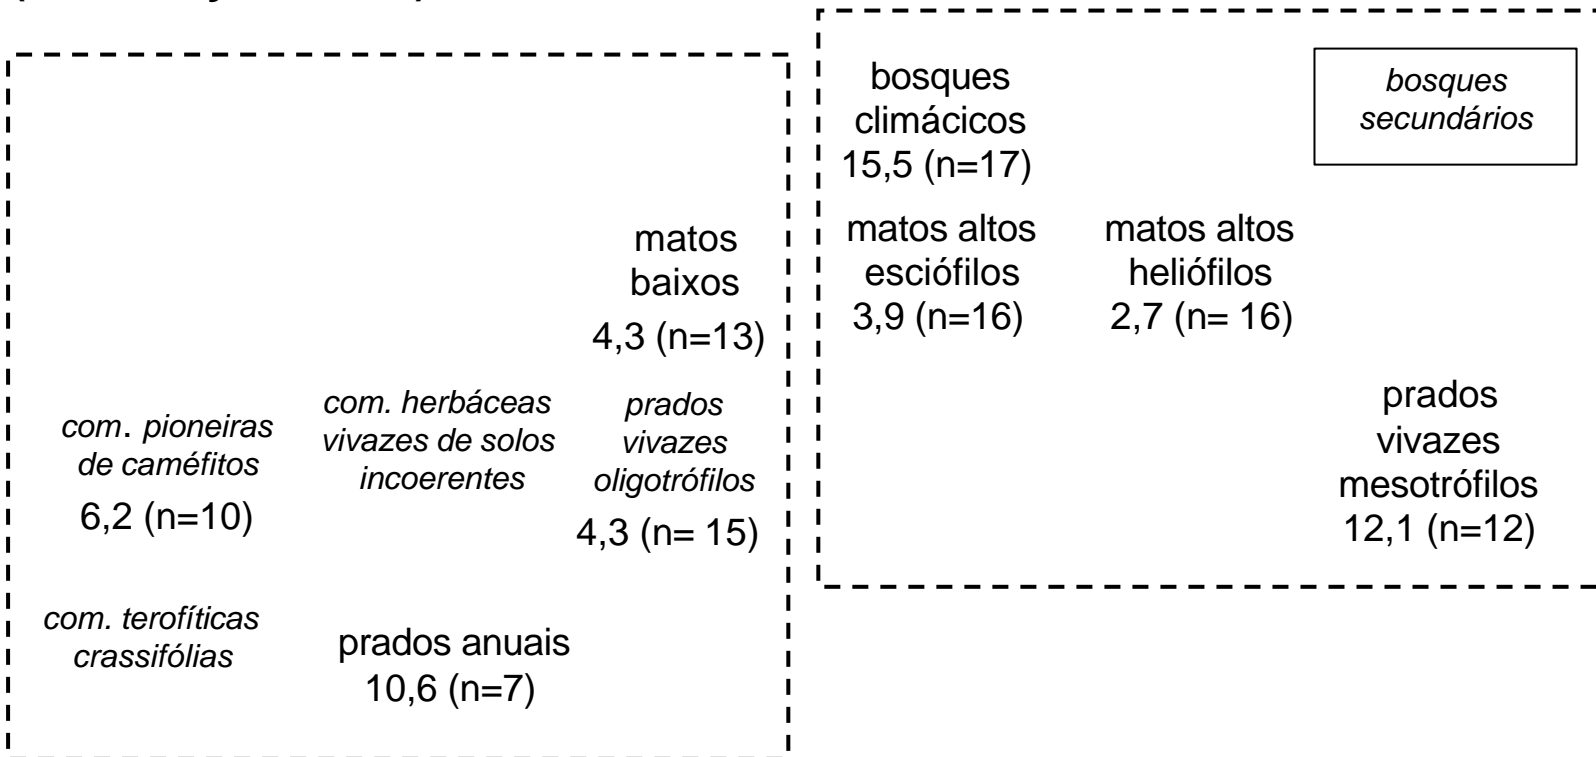 bosques
climácicos
15,5 (n=17)
bosques
secundários
matos
baixos
4,3 (n=13)
matos altos
esciófilos
3,9 (n=16)
matos altos
heliófilos
2,7 (n= 16)
com. pioneiras
de caméfitos
6,2 (n=10)
com. herbáceas
vivazes de solos
incoerentes
prados
vivazes
oligotrófilos
4,3 (n= 15)
prados
vivazes
mesotrófilos
12,1 (n=12)
com. terofíticas
crassifólias
prados anuais
10,6 (n=7)